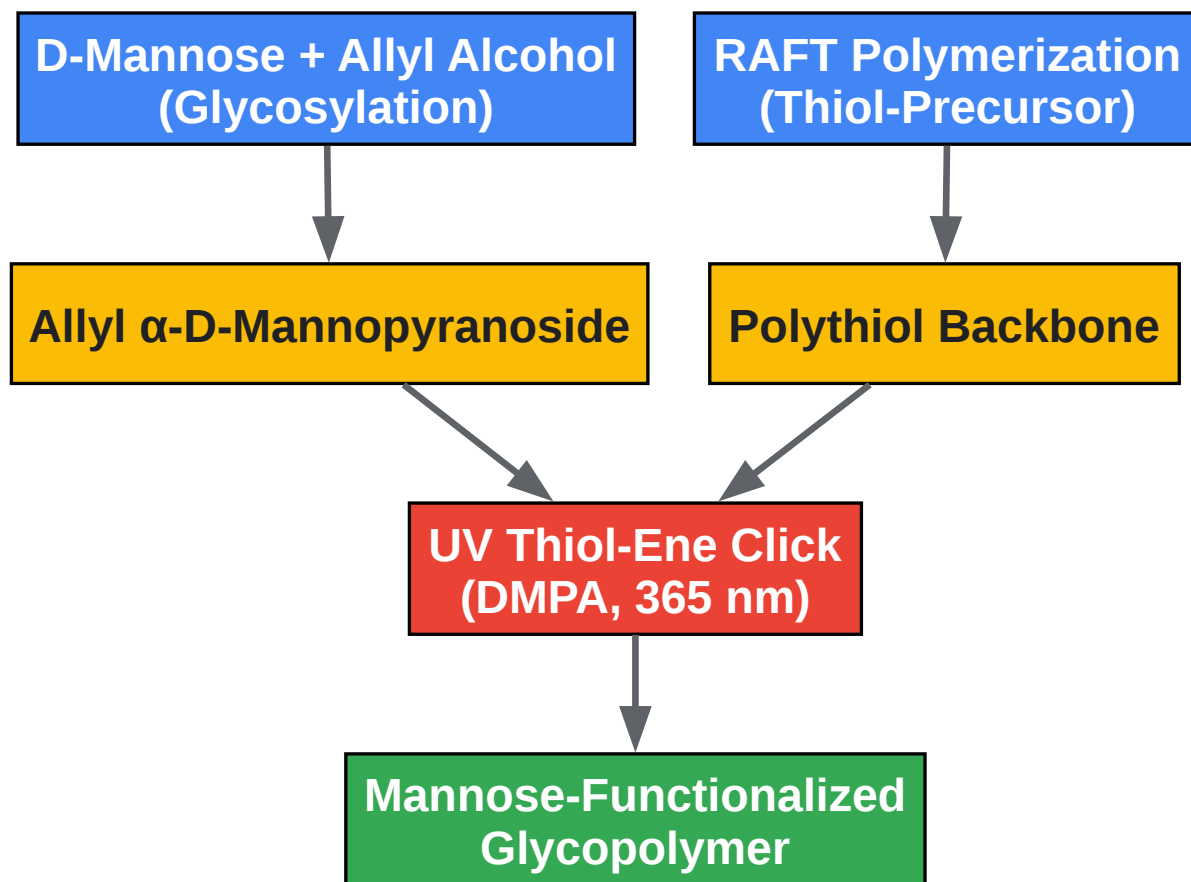 D-Mannose + Allyl Alcohol
(Glycosylation)
RAFT Polymerization
(Thiol-Precursor)
Allyl α-D-Mannopyranoside
Polythiol Backbone
UV Thiol-Ene Click
(DMPA, 365 nm)
Mannose-Functionalized
Glycopolymer